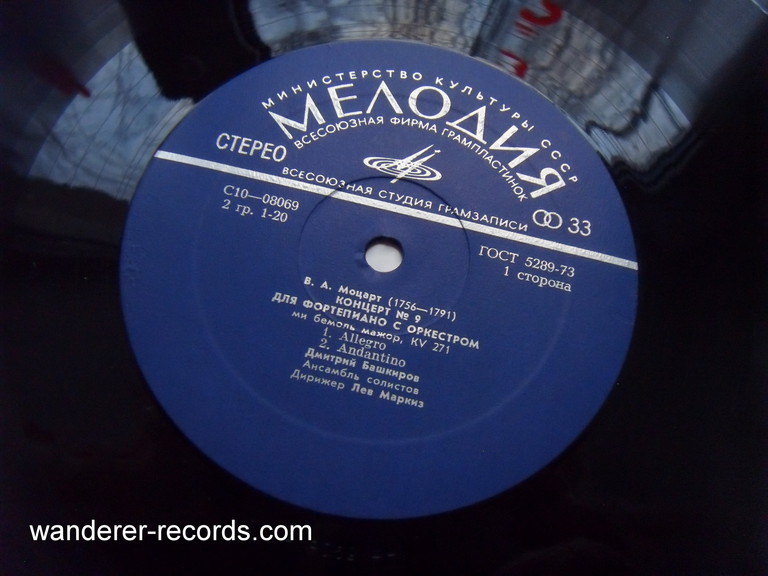 МИНИСТЕРСТВО КУЛЬТУРЫ СССР
МЕЛОДИЯ
ВСЕСОЮЗНАЯ ФИРМА ГРАМПЛАСТИНОК
СТЕРЕО
ВСЕСОЮЗНАЯ СТУДИЯ ГРАМЗАПИСИ
33
С10—08069
2 гр. 1-20
ГОСТ 5289-73
1 сторона
В. А. Моцарт (1756—1791)
КОНЦЕРТ № 9
ДЛЯ ФОРТЕПИАНО С ОРКЕСТРОМ
ми бемоль мажор, KV 271
1. Allegro
2. Andantino
Дмитрий Башкиров
Ансамбль солистов
Дирижер Лев Маркиз
wanderer-records.com